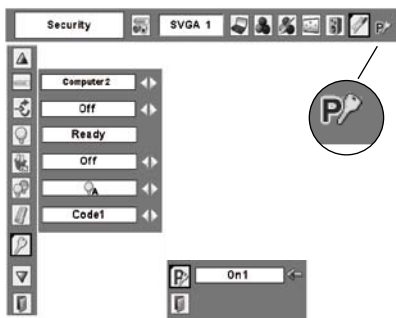 Security SVGA 1
Computer2
Off
Ready
Off
A
Code1
P
On1